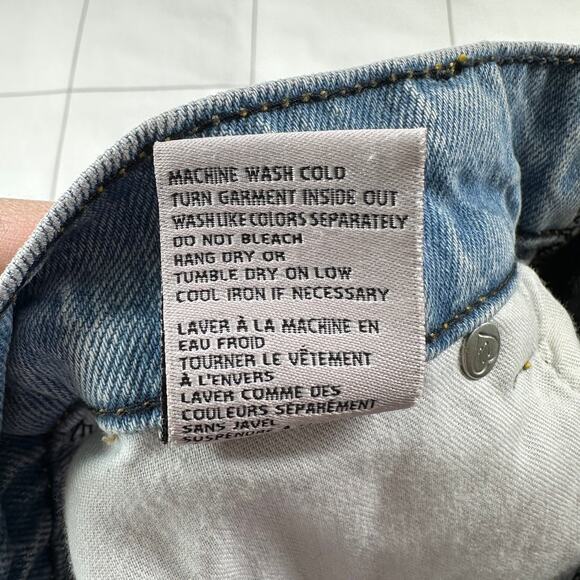 MACHINE WASH COLD
TURN GARMENT INSIDE OUT
WASH LIKE COLORS SEPARATELY
DO NOT BLEACH
HANG DRY OR
TUMBLE DRY ON LOW
COOL IRON IF NECESSARY
LAVER À LA MACHINE EN
EAU FROID
TOURNER LE VÊTEMENT
À L'ENVERS
LAVER COMME DES
COULEURS SEPARÉMENT
SANS JAVEL
SUSPENDRE